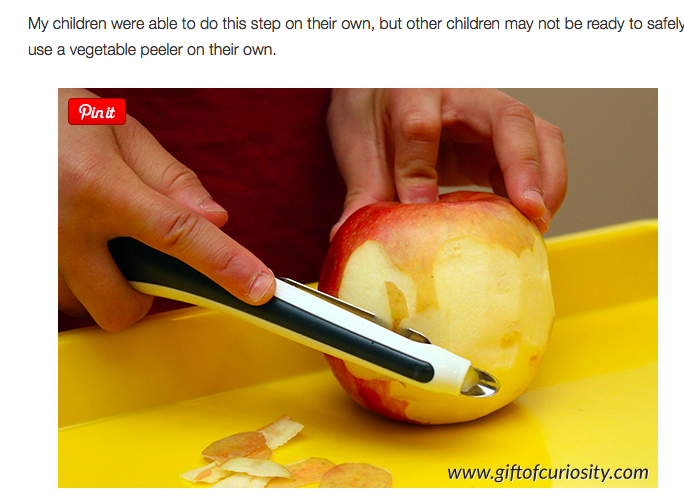 My children were able to do this step on their own, but other children may not be ready to safely
use a vegetable peeler on their own.
Pin it
www.giftofcuriosity.com